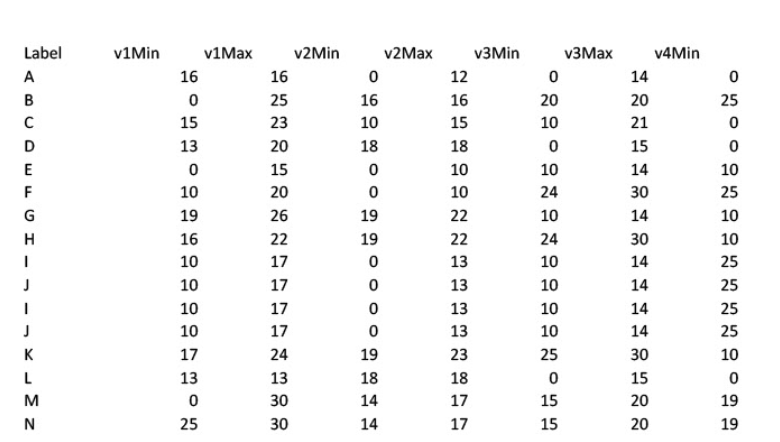 Label v1Min v1Max v2Min v2Max v3Min v3Max v4Min
A 16 16 0 12 0 14 0
B 0 25 16 16 20 20 25
C 15 23 10 15 10 21 0
D 13 20 18 18 0 15 0
E 0 15 0 10 10 14 10
F 10 20 0 10 24 30 25
G 19 26 19 22 10 14 10
H 16 22 19 22 24 30 10
I 10 17 0 13 10 14 25
J 10 17 0 13 10 14 25
I 10 17 0 13 10 14 25
J 10 17 0 13 10 14 25
K 17 24 19 23 25 30 10
L 13 13 18 18 0 15 0
M 0 30 14 17 15 20 19
N 25 30 14 17 15 20 19